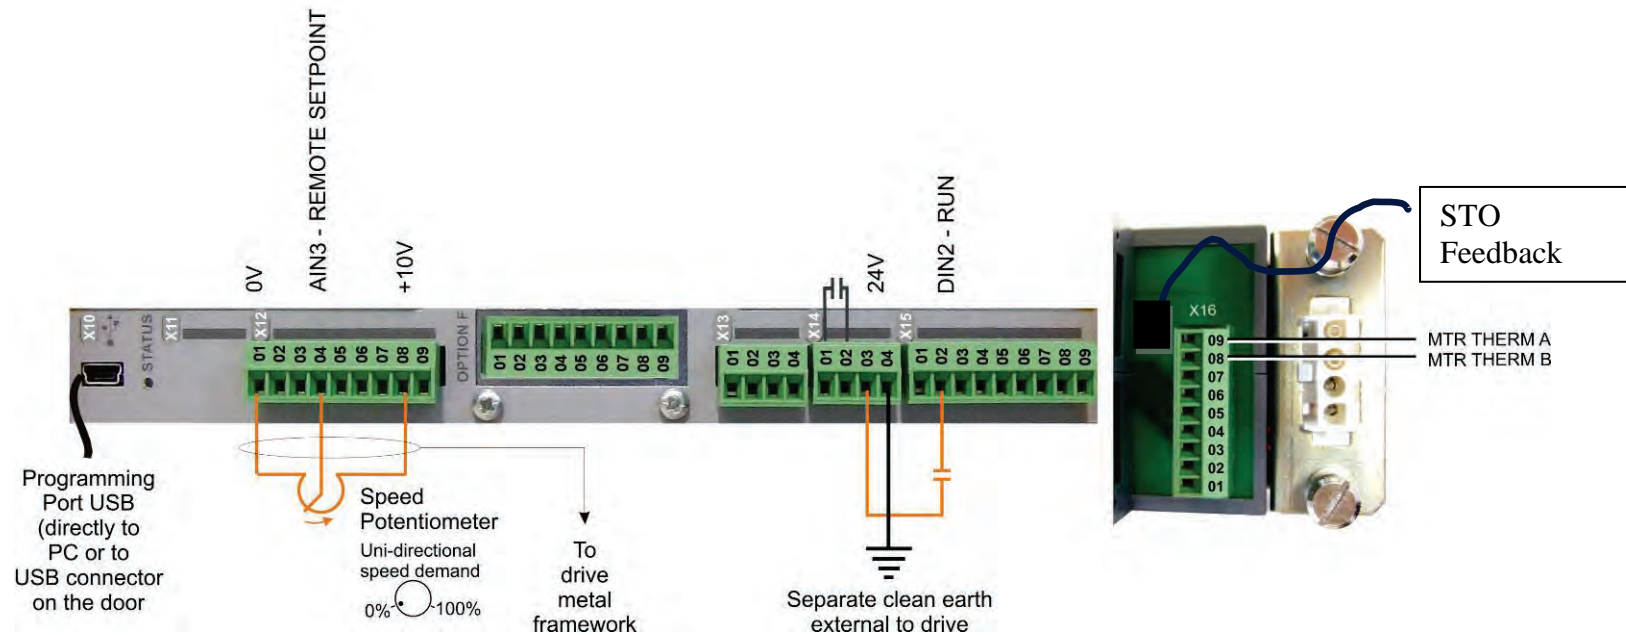 0V
AIN3 - REMOTE SETPOINT
+10V
24V
DIN2 - RUN
STO
Feedback
X10
STATUS
X11
X12
01 02 03 04 05 06 07 08 09
OPTION F
01 02 03 04 05 06 07 08 09
X13
01 02 03 04
X14
01 02 03 04
X15
01 02 03 04 05 06 07 08 09
X16
09
08
07
06
05
04
03
02
01
MTR THERM A
MTR THERM B
Programming
Port USB
(directly to
PC or to
USB connector
on the door
Speed
Potentiometer
Uni-directional
speed demand
0%
100%
To
drive
metal
framework
Separate clean earth
external to drive